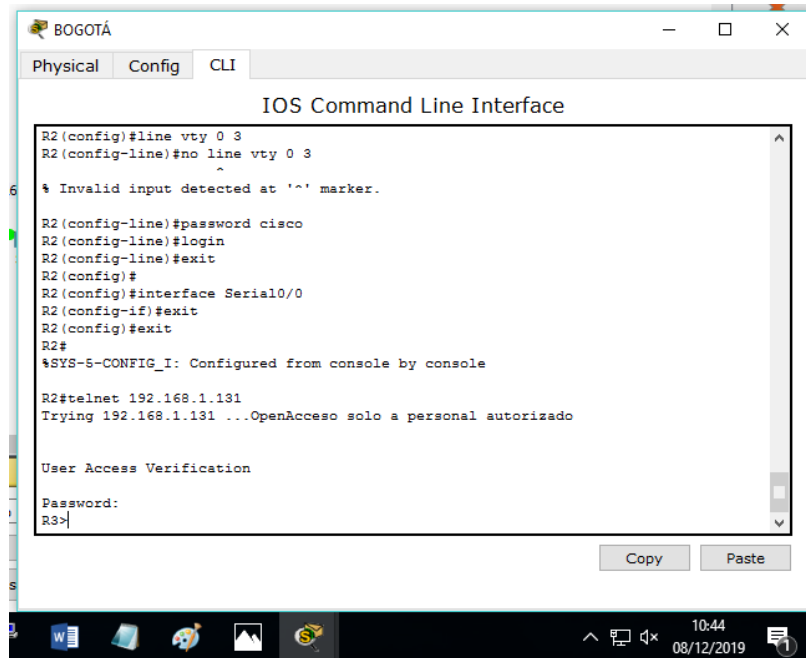 BOGOTÁ
Physical Config CLI
IOS Command Line Interface
R2(config)#line vty 0 3
R2(config-line)#no line vty 0 3
^
% Invalid input detected at '^' marker.
R2(config-line)#password cisco
R2(config-line)#login
R2(config-line)#exit
R2(config)#
R2(config)#interface Serial0/0
R2(config-if)#exit
R2(config)#exit
R2#
%SYS-5-CONFIG_I: Configured from console by console
R2#telnet 192.168.1.131
Trying 192.168.1.131 ...OpenAcceso solo a personal autorizado
User Access Verification
Password:
R3>
Copy Paste
10:44
08/12/2019
1